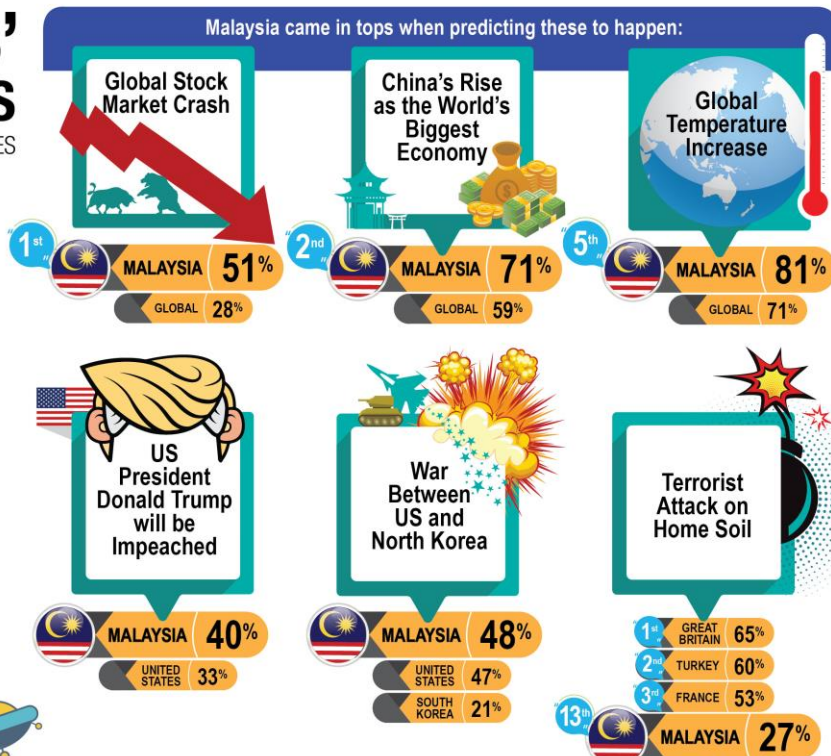 S'
S
ES
Malaysia came in tops when predicting these to happen:
Global Stock
Market Crash
"1st"
MALAYSIA 51%
GLOBAL 28%
China's Rise
as the World's
Biggest
Economy
"2nd"
MALAYSIA 71%
GLOBAL 59%
Global
Temperature
Increase
"5th"
MALAYSIA 81%
GLOBAL 71%
US
President
Donald Trump
will be
Impeached
MALAYSIA 40%
UNITED
STATES 33%
War
Between
US and
North Korea
MALAYSIA 48%
UNITED
STATES 47%
SOUTH
KOREA 21%
Terrorist
Attack on
Home Soil
"1st" GREAT
BRITAIN 65%
"2nd" TURKEY 60%
"3rd" FRANCE 53%
"13th"
MALAYSIA 27%